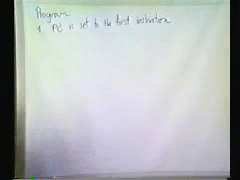 Program
1 PC is set to the first instruction